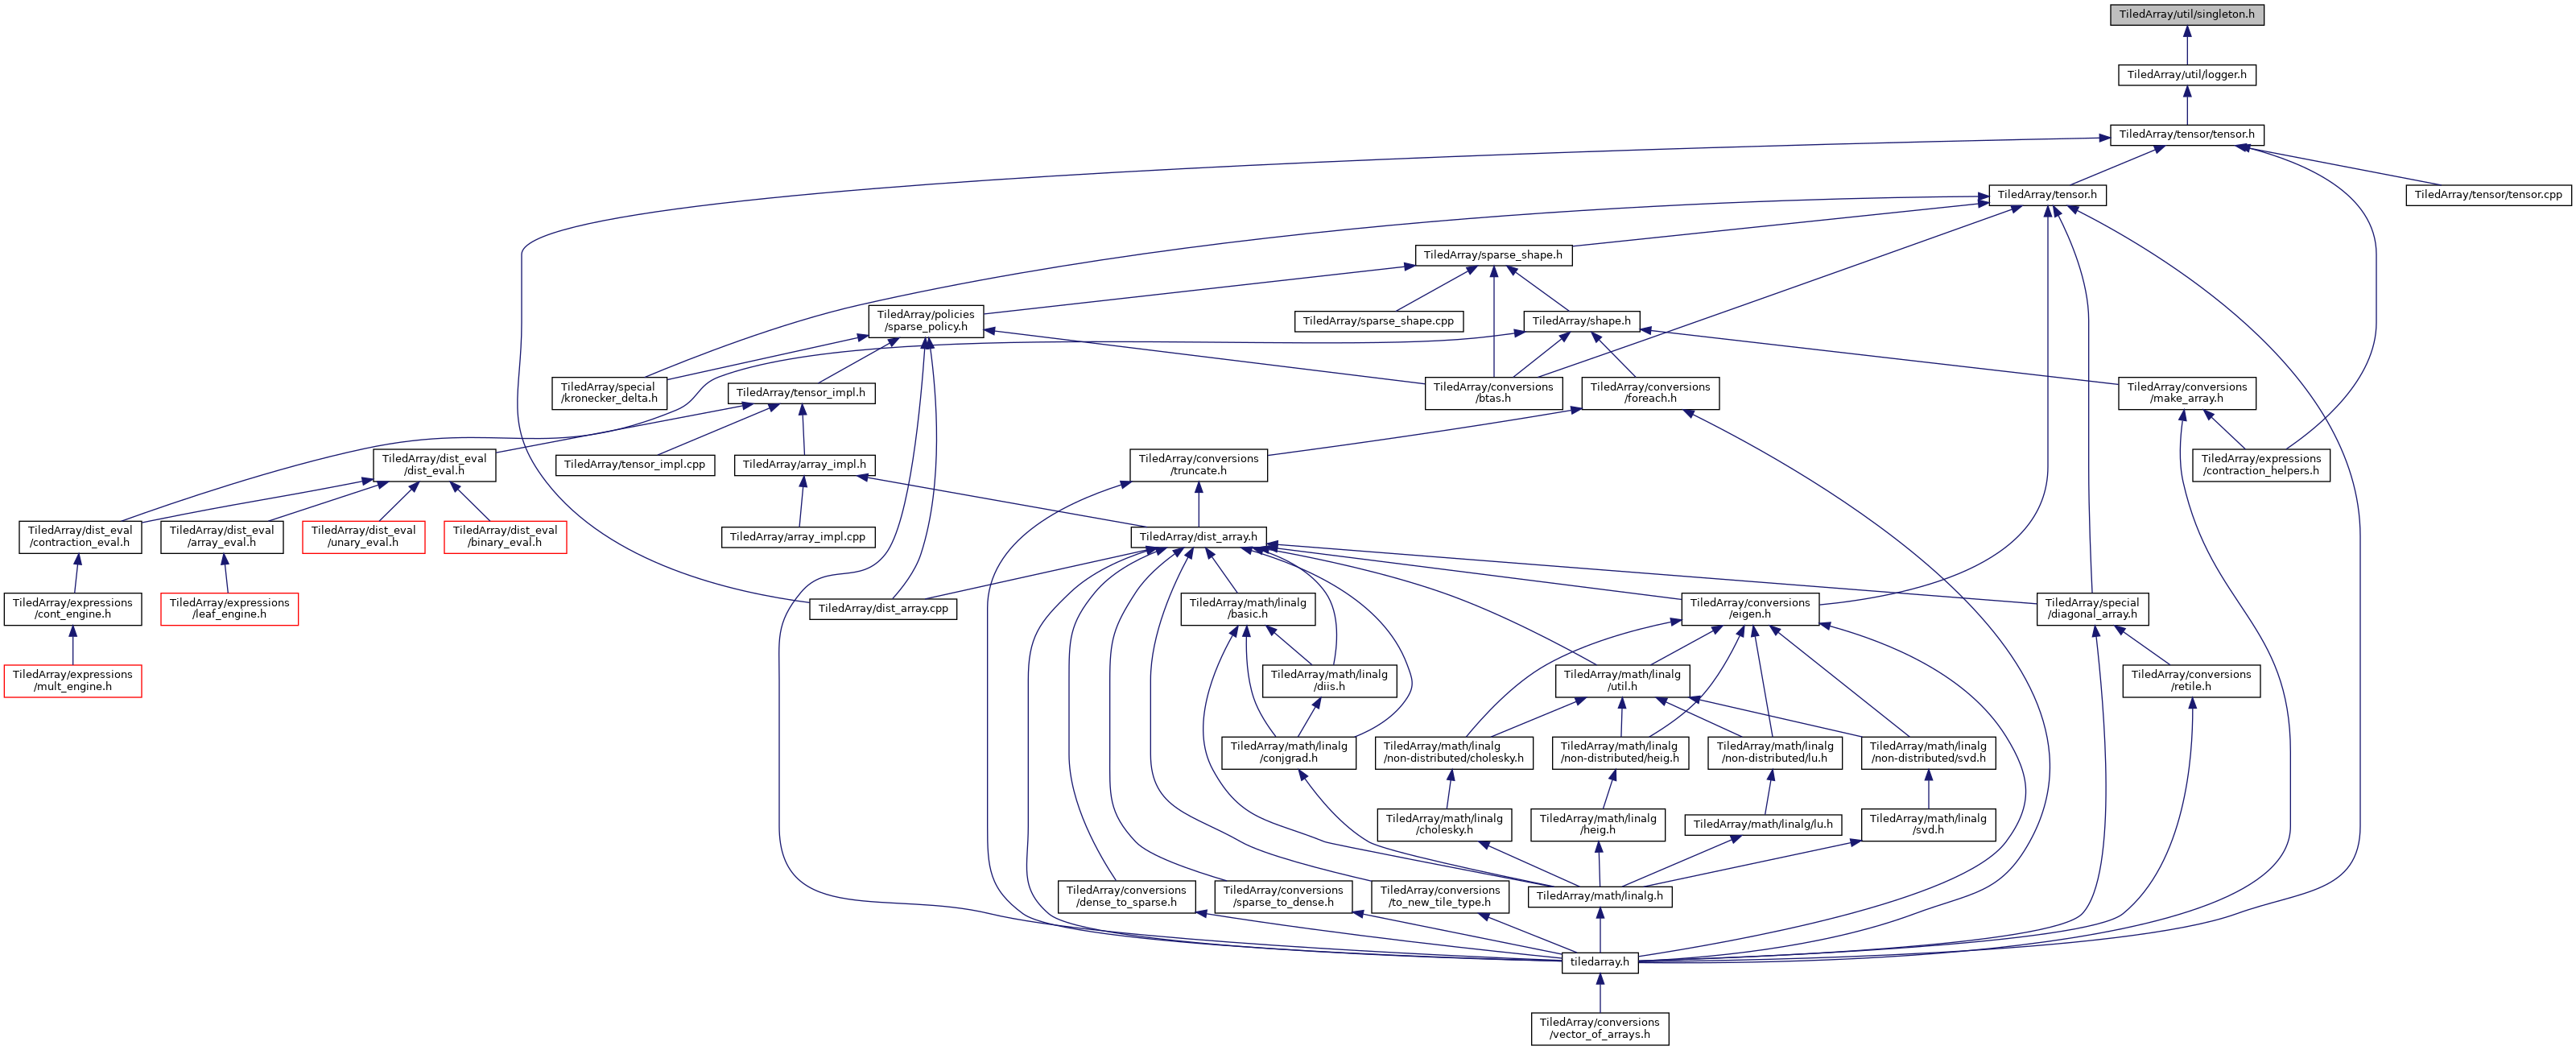 TiledArray/util/singleton.h
TiledArray/util/logger.h
TiledArray/tensor/tensor.h
TiledArray/tensor.h
TiledArray/tensor/tensor.cpp
TiledArray/sparse_shape.h
TiledArray/policies
/sparse_policy.h
TiledArray/sparse_shape.cpp
TiledArray/shape.h
TiledArray/special
/kronecker_delta.h
TiledArray/tensor_impl.h
TiledArray/conversions
/btas.h
TiledArray/conversions
/foreach.h
TiledArray/conversions
/make_array.h
TiledArray/dist_eval
/dist_eval.h
TiledArray/tensor_impl.cpp
TiledArray/array_impl.h
TiledArray/conversions
/truncate.h
TiledArray/expressions
/contraction_helpers.h
TiledArray/dist_eval
/contraction_eval.h
TiledArray/dist_eval
/array_eval.h
TiledArray/dist_eval
/unary_eval.h
TiledArray/dist_eval
/binary_eval.h
TiledArray/array_impl.cpp
TiledArray/dist_array.h
TiledArray/expressions
/cont_engine.h
TiledArray/expressions
/leaf_engine.h
TiledArray/dist_array.cpp
TiledArray/math/linalg
/basic.h
TiledArray/conversions
/eigen.h
TiledArray/special
/diagonal_array.h
TiledArray/expressions
/mult_engine.h
TiledArray/math/linalg
/diis.h
TiledArray/math/linalg
/util.h
TiledArray/conversions
/retile.h
TiledArray/math/linalg
/conjgrad.h
TiledArray/math/linalg
/non-distributed/cholesky.h
TiledArray/math/linalg
/non-distributed/heig.h
TiledArray/math/linalg
/non-distributed/lu.h
TiledArray/math/linalg
/non-distributed/svd.h
TiledArray/math/linalg
/cholesky.h
TiledArray/math/linalg
/heig.h
TiledArray/math/linalg/lu.h
TiledArray/math/linalg
/svd.h
TiledArray/conversions
/dense_to_sparse.h
TiledArray/conversions
/sparse_to_dense.h
TiledArray/conversions
/to_new_tile_type.h
TiledArray/math/linalg.h
tiledarray.h
TiledArray/conversions
/vector_of_arrays.h